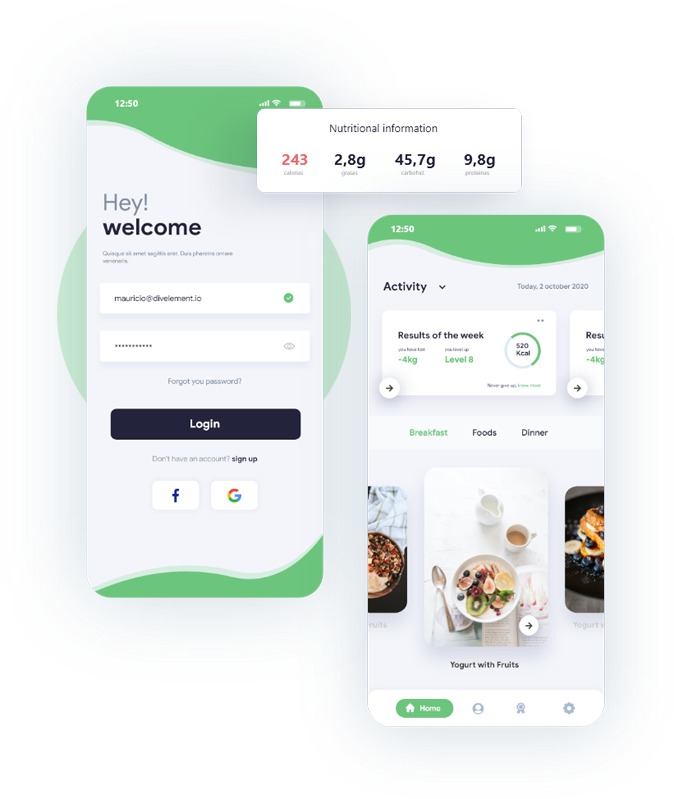 12:50
Hey!
welcome
Quisque sit amet sagittis erat. Duis pharetra ornare
venenatis.
mauricio@divelement.io
***********
Forgot you password?
Login
Don't have an account? sign up
Nutritional information
243 2,8g 45,7g 9,8g
calorias grasas carbohid. proteinas
12:50
Activity
Today, 2 october 2020
Results of the week
you have lost you level up
-4kg Level 8
520
Kcal
Never give up, know more
Resu
-4kg
Breakfast Foods Dinner
ruits
Yogurt w
Yogurt with Fruits
Home